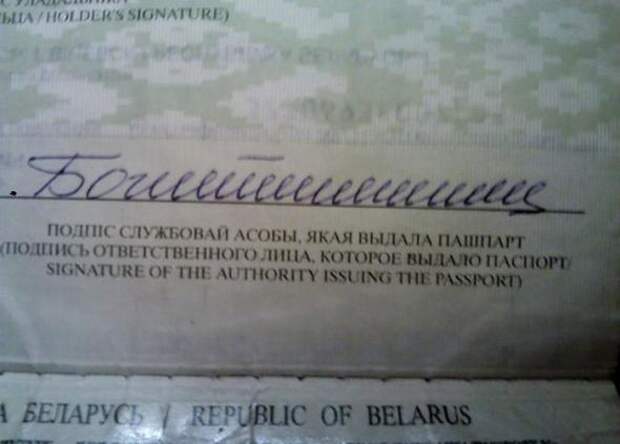 ЬЦА / HOLDER'S SIGNATURE)
ПОДПІС СЛУЖБОВАЙ АСОБЫ, ЯКАЯ ВЫДАЛА ПАШПАРТ
(ПОДПИСЬ ОТВЕТСТВЕННОГО ЛИЦА, КОТОРОЕ ВЫДАЛО ПАСПОРТ/
SIGNATURE OF THE AUTHORITY ISSUING THE PASSPORT)
А БЕЛАРУСЬ / REPUBLIC OF BELARUS